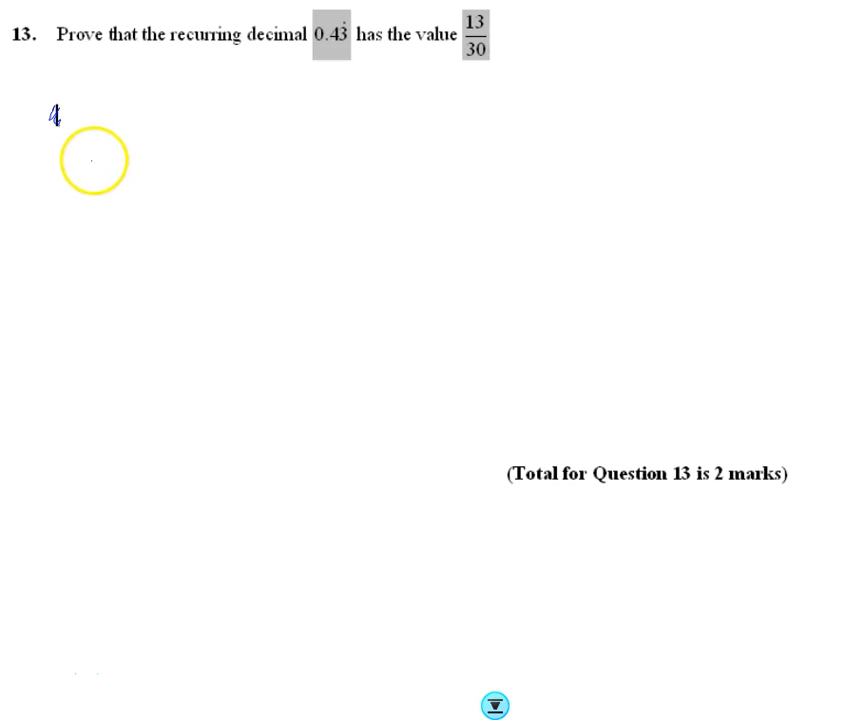 13. Prove that the recurring decimal 0.43̇ has the value 13/30
(Total for Question 13 is 2 marks)